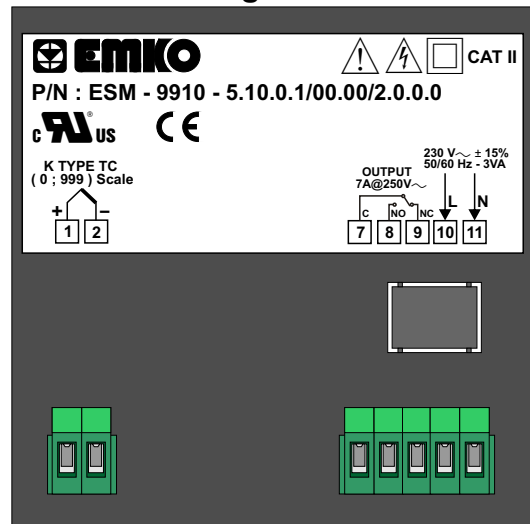 EMKO
CAT II
P/N : ESM - 9910 - 5.10.0.1/00.00/2.0.0.0
c RU ® US CE
K TYPE TC
( 0 ; 999 ) Scale
+ –
1 2
230 V~ ± 15%
50/60 Hz - 3VA
OUTPUT
7A@250V~
L N
C NO NC
7 8 9 10 11